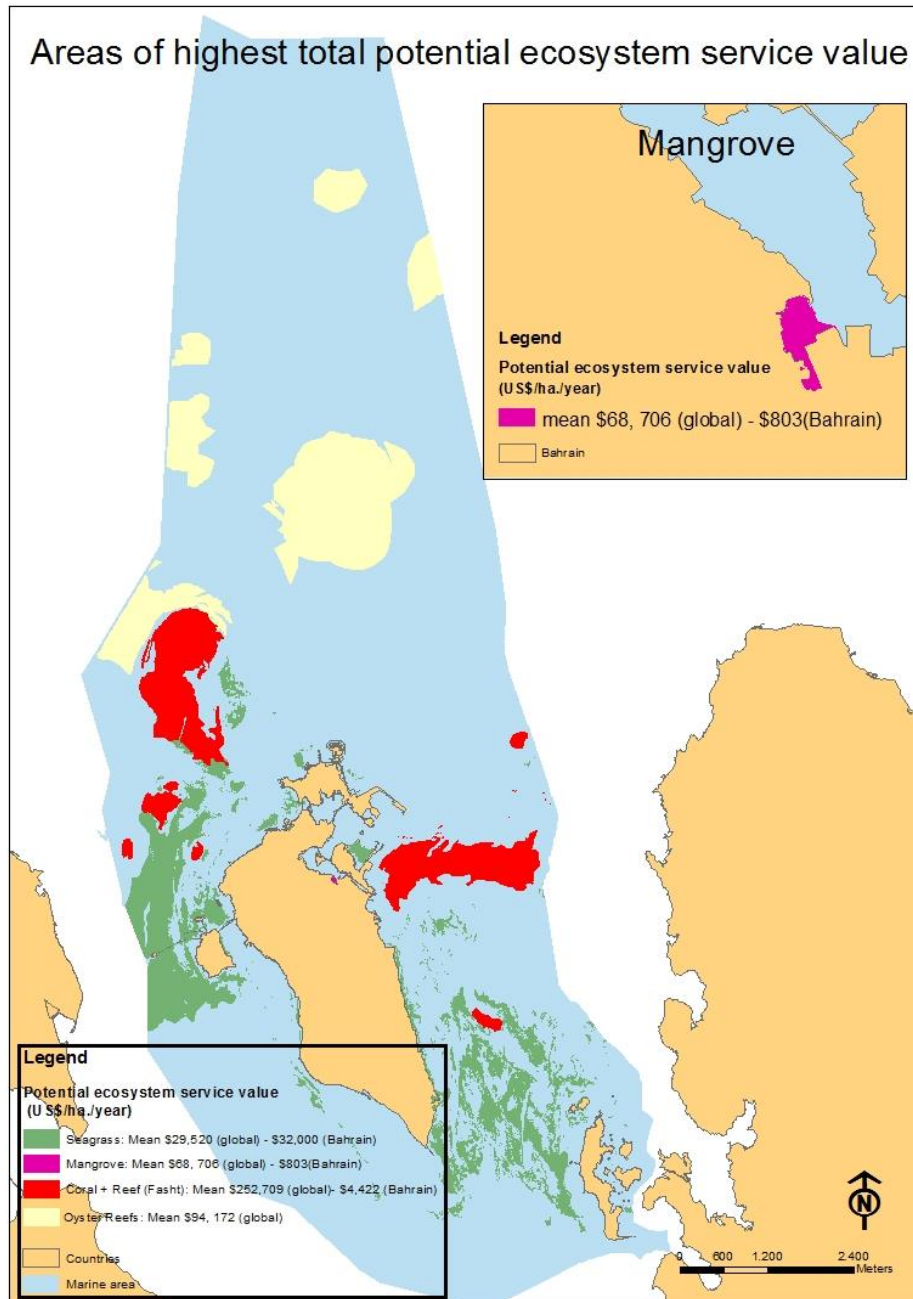 Areas of highest total potential ecosystem service value
Mangrove
Legend
Potential ecosystem service value
(US$/ha./year)
mean $68, 706 (global) - $803(Bahrain)
Bahrain
Legend
Potential ecosystem service value
(US$/ha./year)
Seagrass: Mean $29,520 (global) - $32,000 (Bahrain)
Mangrove: Mean $68, 706 (global) - $803(Bahrain)
Coral + Reef (Fasht): Mean $252,709 (global)- $4,422 (Bahrain)
Oyster Reefs: Mean $94, 172 (global)
Countries
Marine area
N
0 600 1.200 2.400
Meters